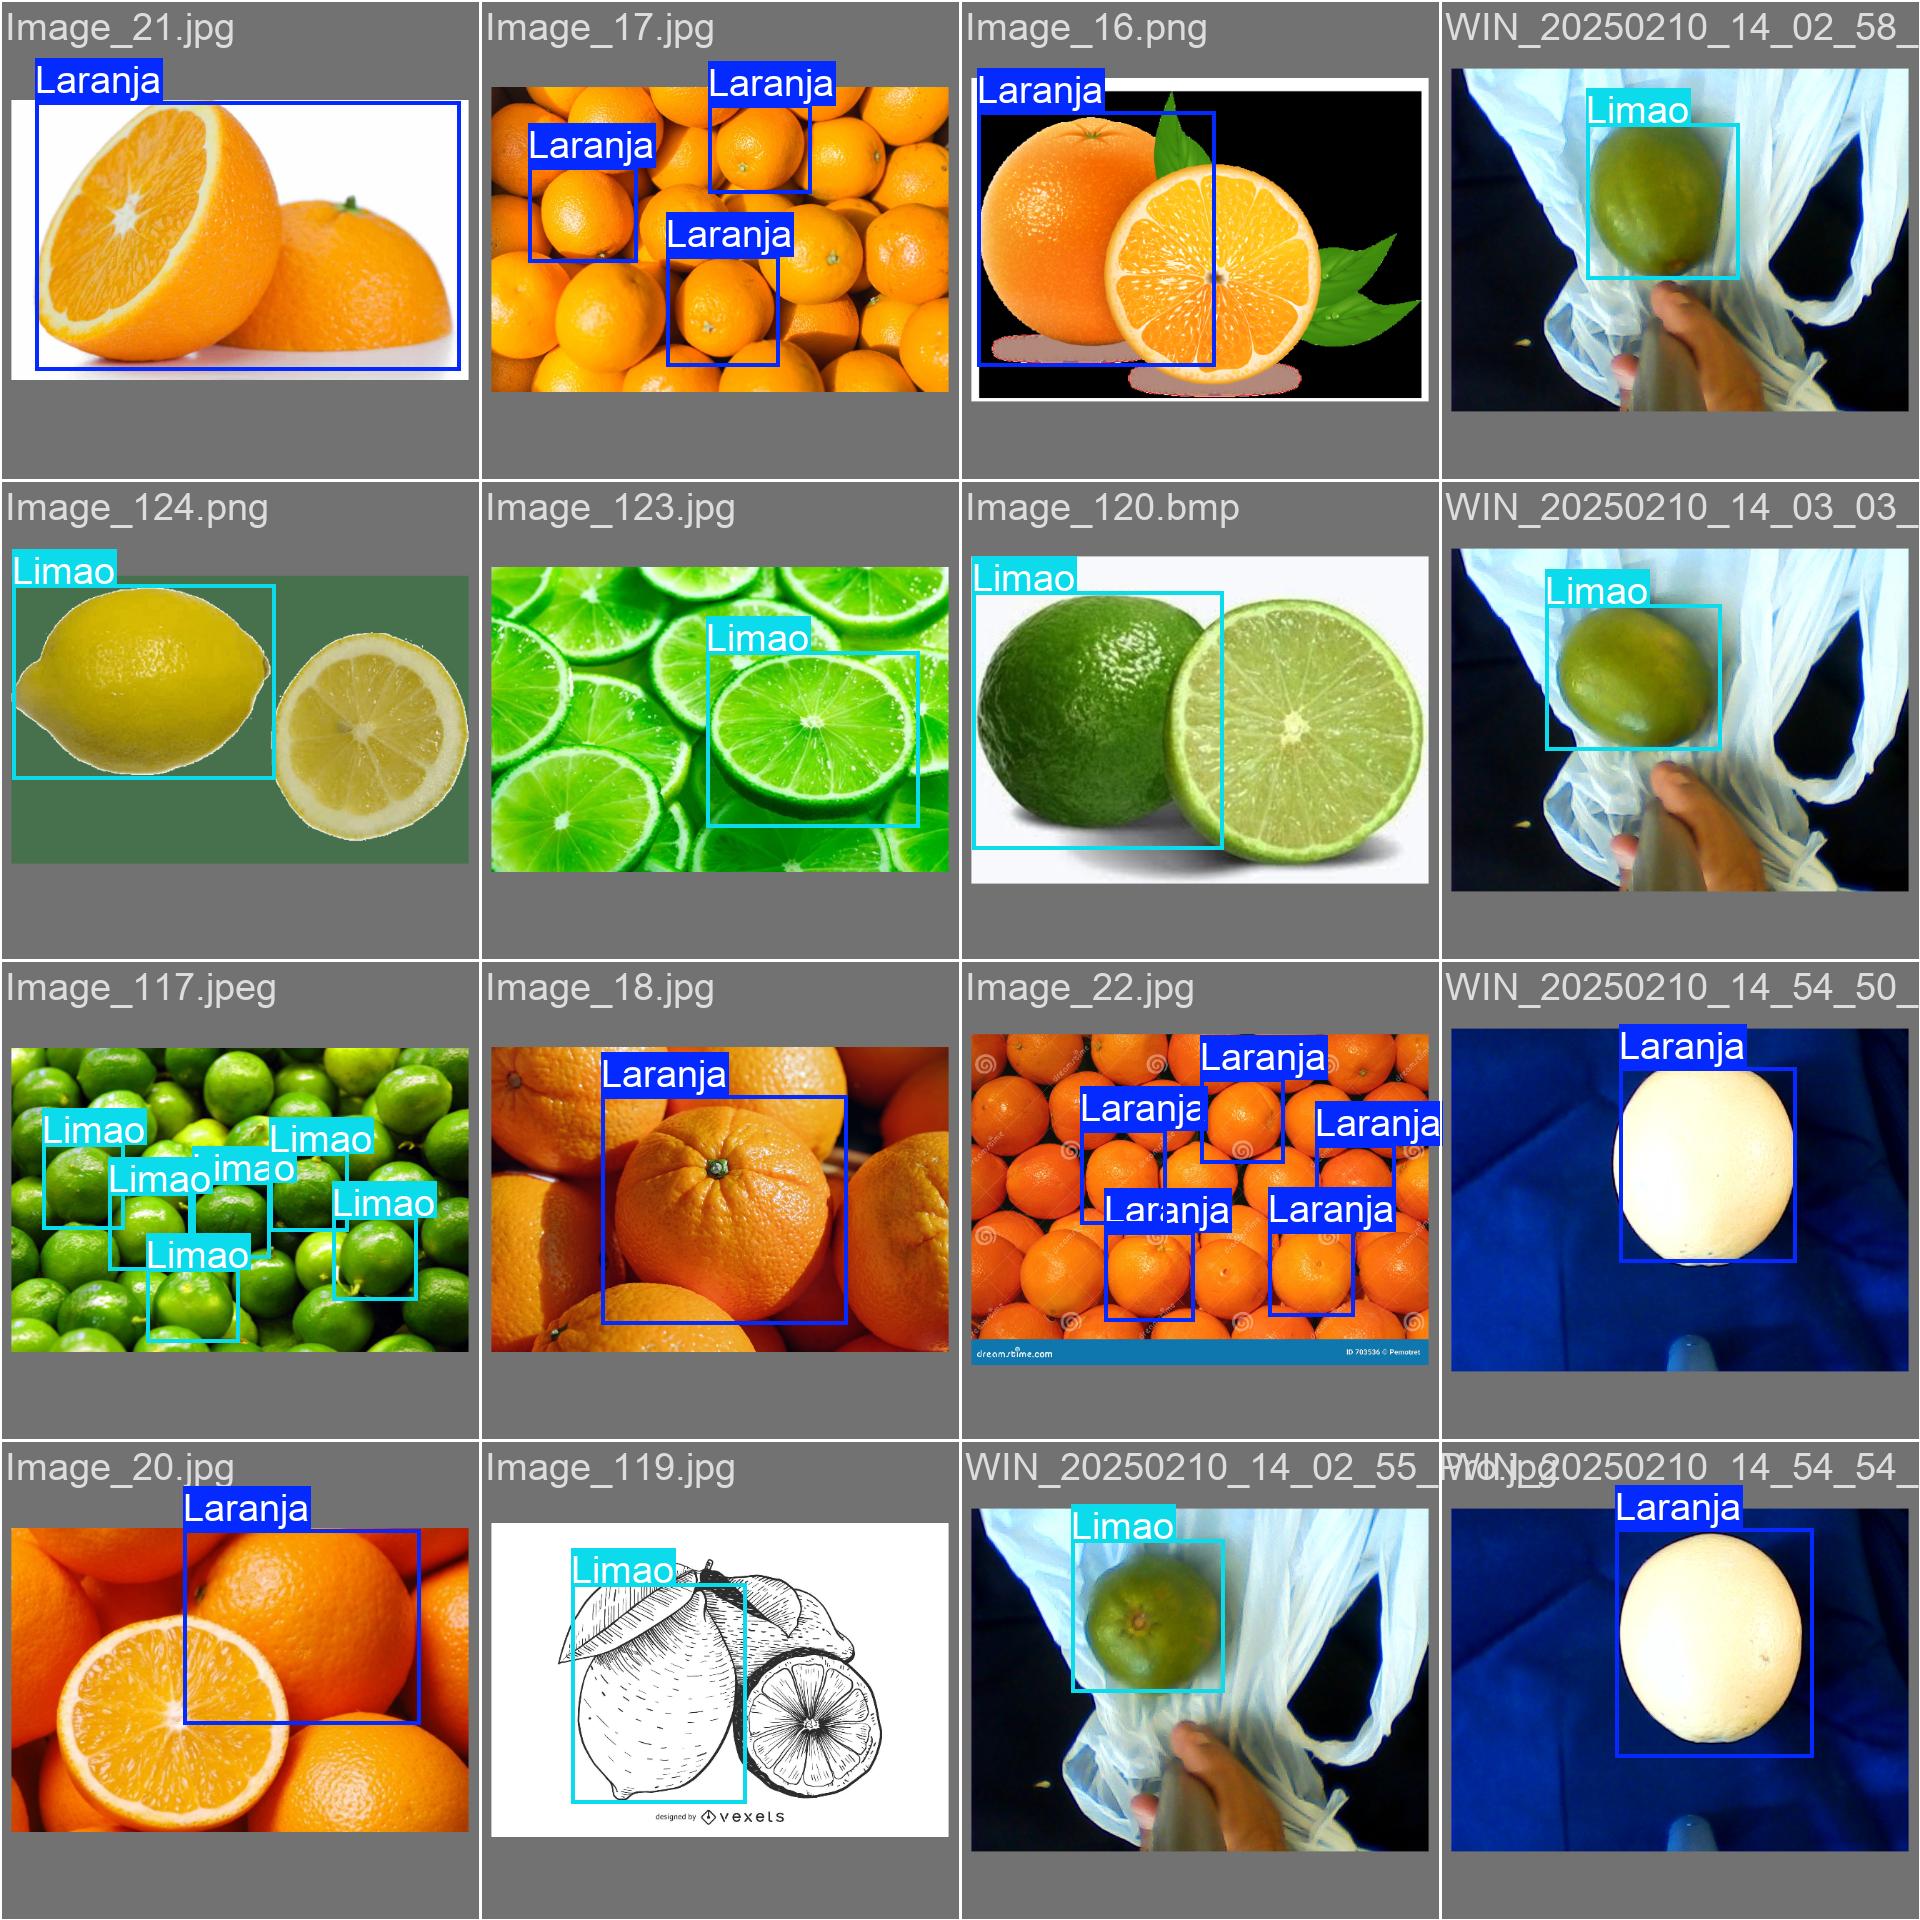 Image_21.jpg
Laranja
Image_17.jpg
Laranja
Laranja
Laranja
Image_16.png
Laranja
WIN_20250210_14_02_58_
Limao
Image_124.png
Limao
Image_123.jpg
Limao
Image_120.bmp
Limao
WIN_20250210_14_03_03_
Limao
Image_117.jpeg
Limao
Limao
Limao
Limao
Limao
Limao
Image_18.jpg
Laranja
Image_22.jpg
Laranja
Laranja
Laranja
Laranja
Laranja
dreamstime.com
ID 703536 © Pemotret
WIN_20250210_14_54_50_
Laranja
Image_20.jpg
Laranja
Image_119.jpg
Limao
designed by vexels
WIN_20250210_14_02_55_Pro.jpg
Limao
WIN_20250210_14_54_54_
Laranja